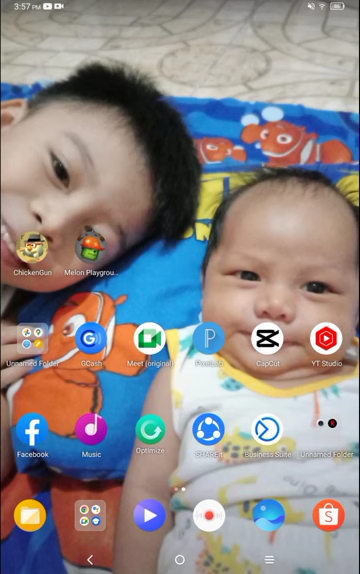 3:57 PM
ChickenGun
Melon Playgrou...
Unnamed Folder
GCash
Meet (original)
CapCut
YT Studio
Facebook
Music
Optimize
SHAREit
Business Suite
Unnamed Folder